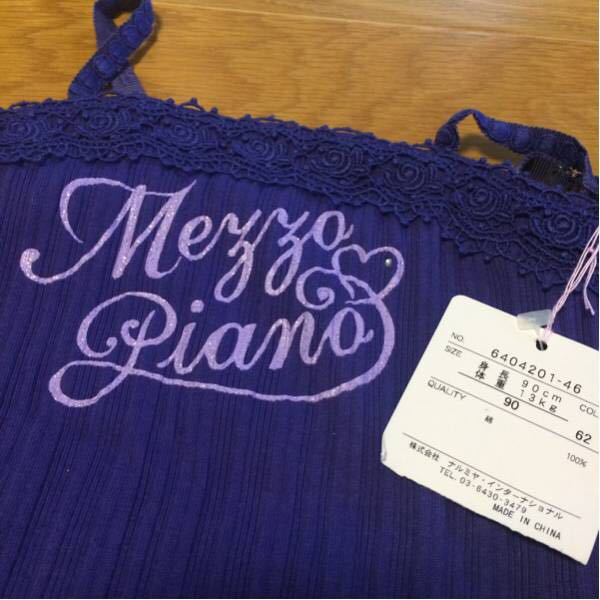 Mezzo
Piano
NO. 6404201-46
SIZE 身長 90cm COL
体重 13kg
90 62
QUALITY
綿 100%
株式会社 ナルミヤ・インターナショナル
TEL. 03-6430-3479
MADE IN CHINA